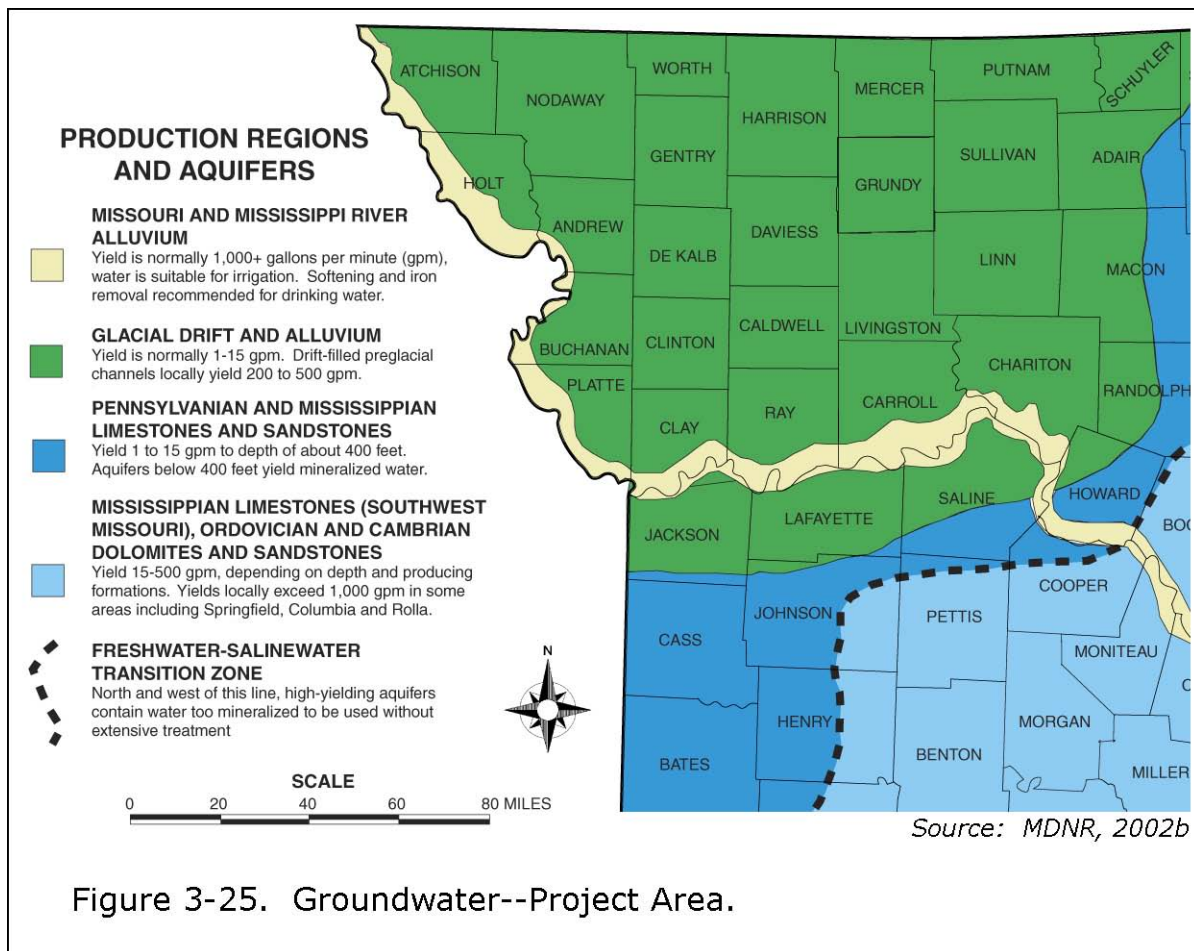 PRODUCTION REGIONS
AND AQUIFERS
MISSOURI AND MISSISSIPPI RIVER
ALLUVIUM
Yield is normally 1,000+ gallons per minute (gpm),
water is suitable for irrigation. Softening and iron
removal recommended for drinking water.
GLACIAL DRIFT AND ALLUVIUM
Yield is normally 1-15 gpm. Drift-filled preglacial
channels locally yield 200 to 500 gpm.
PENNSYLVANIAN AND MISSISSIPPIAN
LIMESTONES AND SANDSTONES
Yield 1 to 15 gpm to depth of about 400 feet.
Aquifers below 400 feet yield mineralized water.
MISSISSIPPIAN LIMESTONES (SOUTHWEST
MISSOURI), ORDOVICIAN AND CAMBRIAN
DOLOMITES AND SANDSTONES
Yield 15-500 gpm, depending on depth and producing
formations. Yields locally exceed 1,000 gpm in some
areas including Springfield, Columbia and Rolla.
FRESHWATER-SALINEWATER
TRANSITION ZONE
North and west of this line, high-yielding aquifers
contain water too mineralized to be used without
extensive treatment
SCALE
0 20 40 60 80 MILES
N
ATCHISON
NODAWAY
WORTH
HARRISON
MERCER
PUTNAM
SCHUYLER
HOLT
GENTRY
SULLIVAN
ADAIR
GRUNDY
ANDREW
DE KALB
DAVIESS
LINN
MACON
BUCHANAN
CLINTON
CALDWELL
LIVINGSTON
CHARITON
PLATTE
RANDOLPH
CLAY
RAY
CARROLL
JACKSON
LAFAYETTE
SALINE
HOWARD
BOO
CASS
JOHNSON
PETTIS
COOPER
MONITEAU
C
BATES
HENRY
BENTON
MORGAN
MILLER
Source: MDNR, 2002b
Figure 3-25. Groundwater--Project Area.